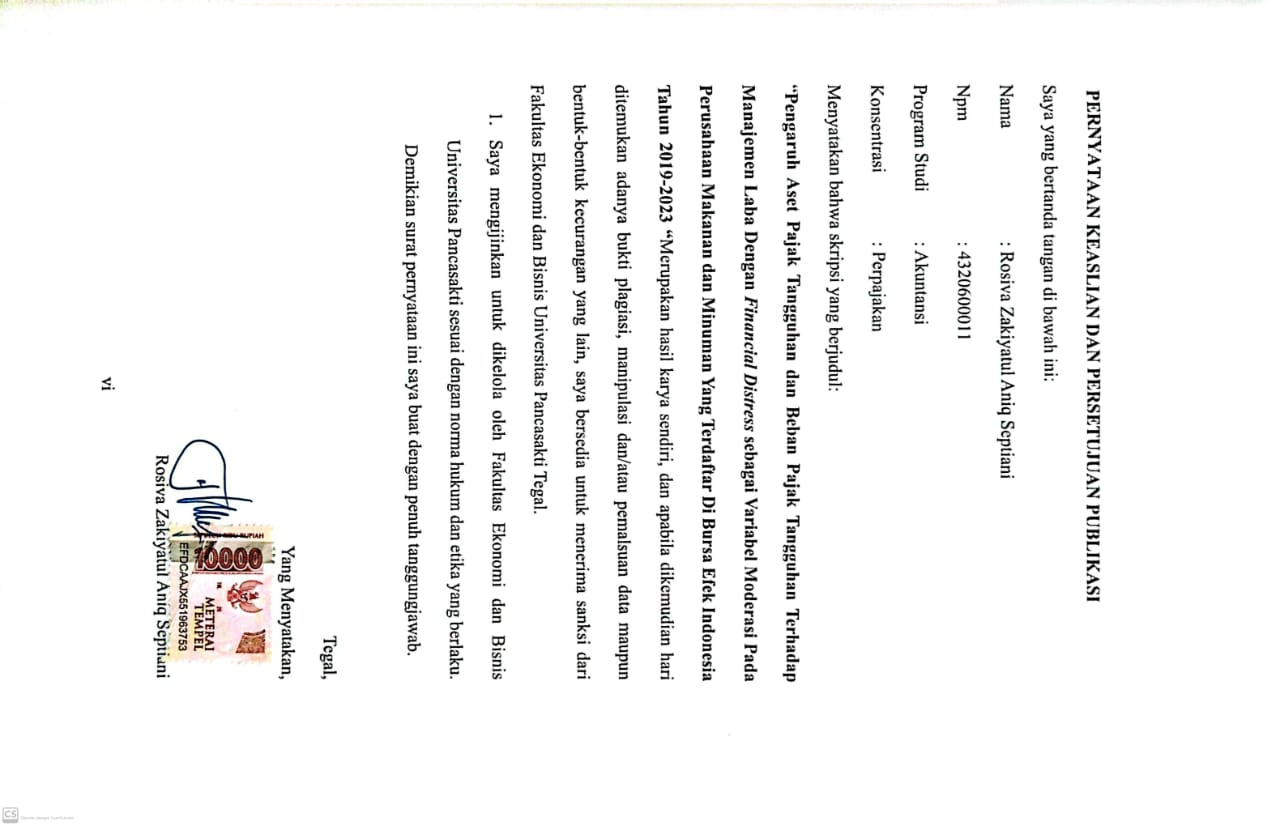 PERNYATAAN KEASLIAN DAN PERSETUJUAN PUBLIKASI
Saya yang bertanda tangan di bawah ini:
Nama : Rosiva Zakiyatul Aniq Septiani
Npm : 4320600011
Program Studi : Akuntansi
Konsentrasi : Perpajakan
Menyatakan bahwa skripsi yang berjudul:
“Pengaruh Aset Pajak Tangguhan dan Beban Pajak Tangguhan Terhadap
Manajemen Laba Dengan Financial Distress sebagai Variabel Moderasi Pada
Perusahaan Makanan dan Minuman Yang Terdaftar Di Bursa Efek Indonesia
Tahun 2019-2023 “Merupakan hasil karya sendiri, dan apabila dikemudian hari
ditemukan adanya bukti plagiasi, manipulasi dan/atau pemalsuan data maupun
bentuk-bentuk kecurangan yang lain, saya bersedia untuk menerima sanksi dari
Fakultas Ekonomi dan Bisnis Universitas Pancasakti Tegal.
1. Saya mengijinkan untuk dikelola oleh Fakultas Ekonomi dan Bisnis
Universitas Pancasakti sesuai dengan norma hukum dan etika yang berlaku.
Demikian surat pernyataan ini saya buat dengan penuh tanggungjawab.
Tegal,
Yang Menyatakan,
RUPIAH
10000
METERAI
TEMPEL
EFDCAAJX551963753
Rosiva Zakiyatul Aniq Septiani
vi
CS